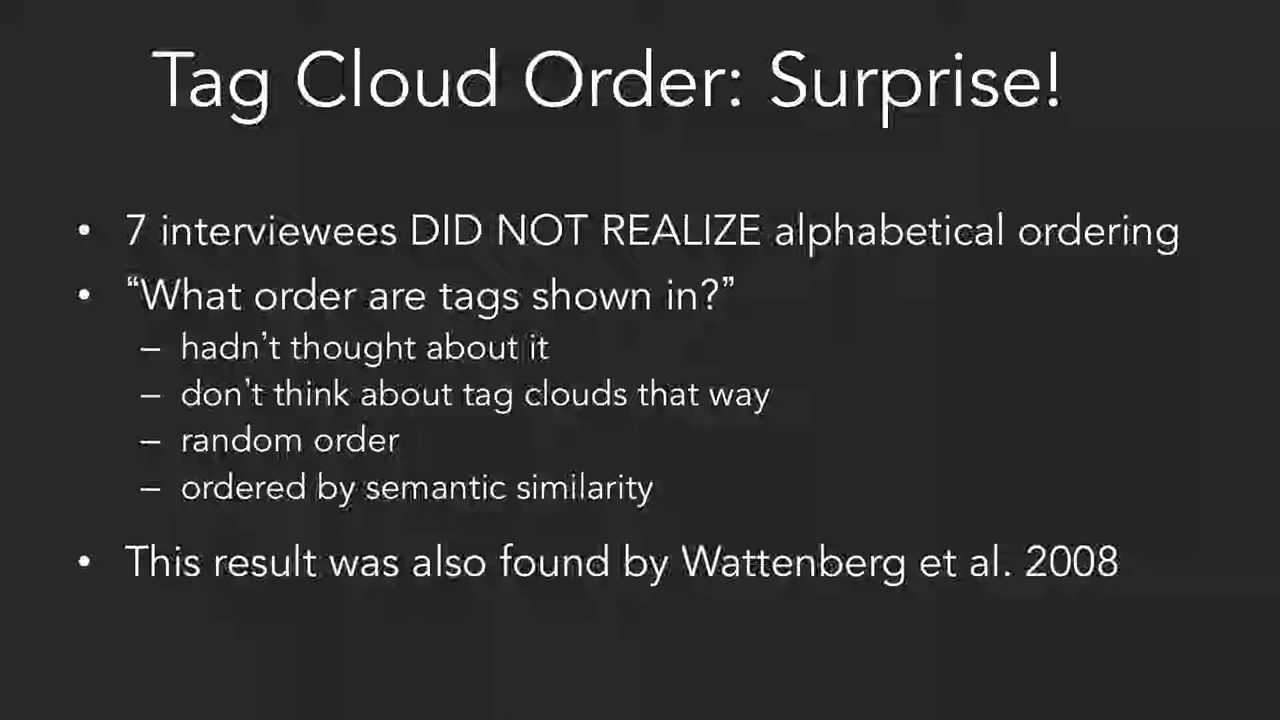 Tag Cloud Order: Surprise!
• 7 interviewees DID NOT REALIZE alphabetical ordering
• “What order are tags shown in?”
– hadn’t thought about it
– don’t think about tag clouds that way
– random order
– ordered by semantic similarity
• This result was also found by Wattenberg et al. 2008